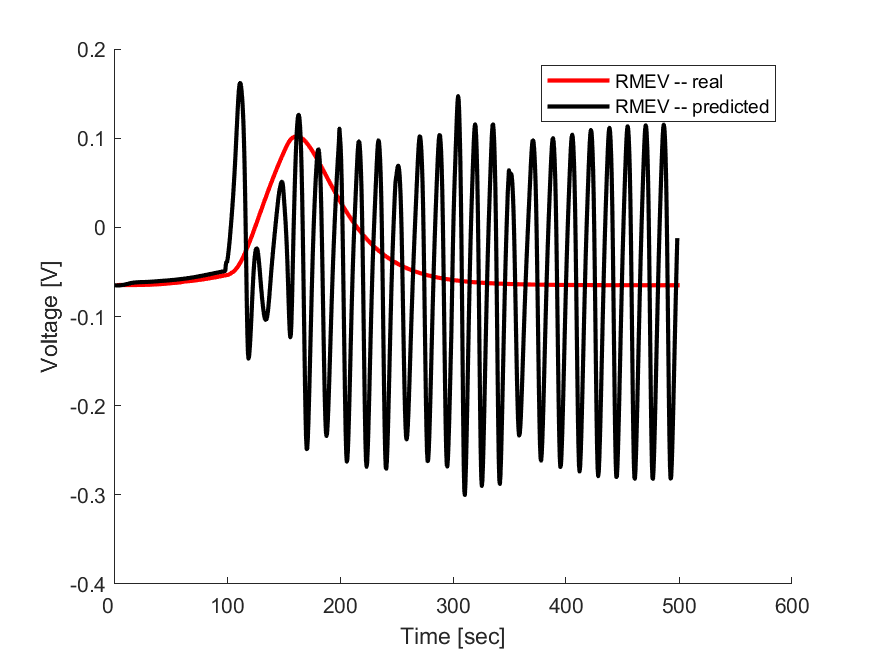 0.2
0.1
0
-0.1
-0.2
-0.3
-0.4
Voltage [V]
RMEV -- real
RMEV -- predicted
0 100 200 300 400 500 600
Time [sec]